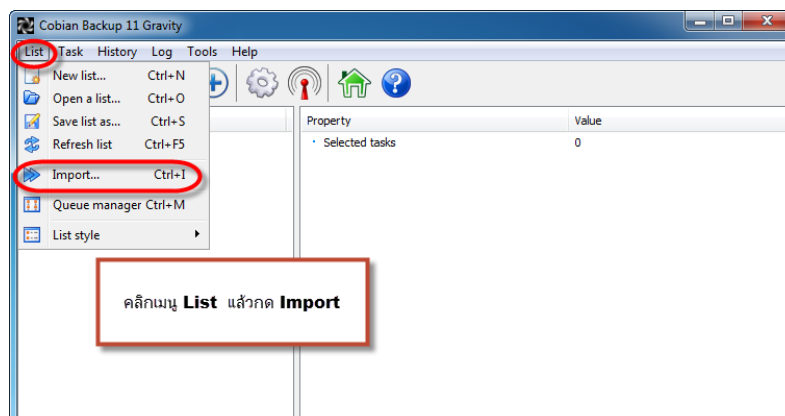 Cobian Backup 11 Gravity
List Task History Log Tools Help
New list... Ctrl+N
Open a list... Ctrl+O
Save list as... Ctrl+S
Refresh list Ctrl+F5
Import... Ctrl+I
Queue manager Ctrl+M
List style
Property Value
Selected tasks 0
คลิกเมนู List แล้วกด Import